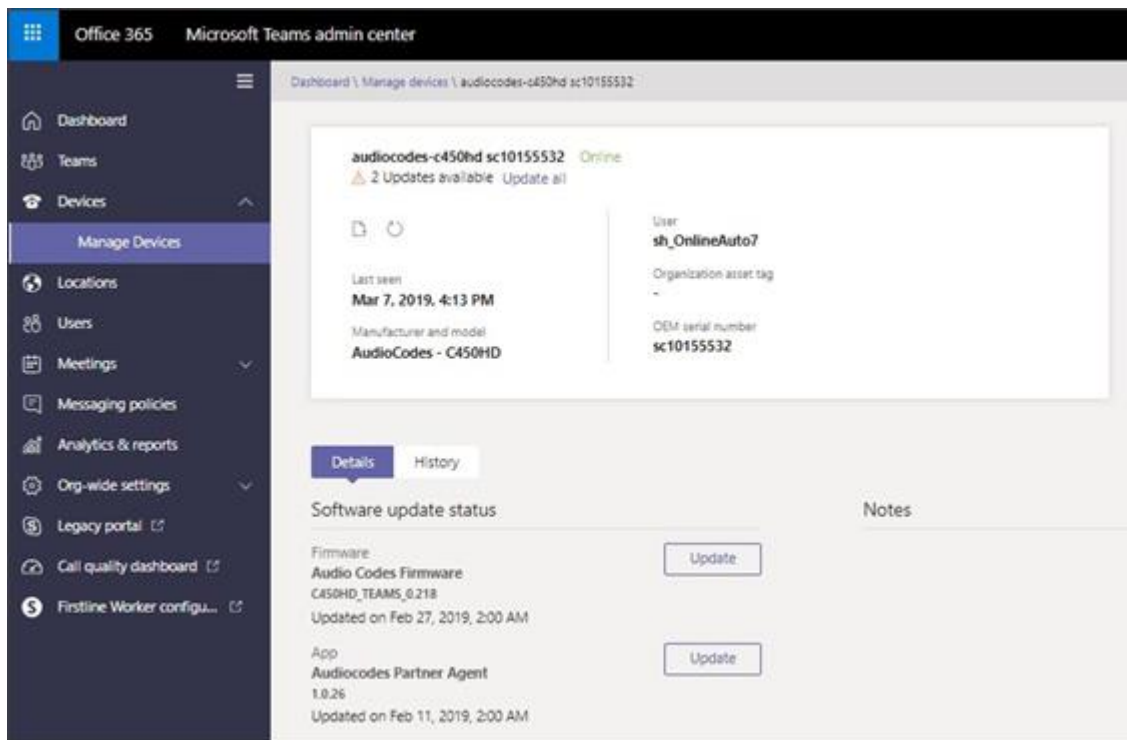 Office 365 Microsoft Teams admin center
Dashboard \ Manage devices \ audiocodes-c450hd sc10155532
Dashboard
Teams
Devices
Manage Devices
Locations
Users
Meetings
Messaging policies
Analytics & reports
Org-wide settings
Legacy portal
Call quality dashboard
Firstline Worker configu...
audiocodes-c450hd sc10155532 Online
2 Updates available Update all
Last seen
Mar 7, 2019, 4:13 PM
Manufacturer and model
AudioCodes - C450HD
User
sh_OnlineAuto7
Organization asset tag
-
OEM serial number
sc10155532
Details History
Software update status
Firmware
Audio Codes Firmware
C450HD_TEAMS_0.218
Updated on Feb 27, 2019, 2:00 AM
Update
App
Audiocodes Partner Agent
1.0.26
Updated on Feb 11, 2019, 2:00 AM
Update
Notes